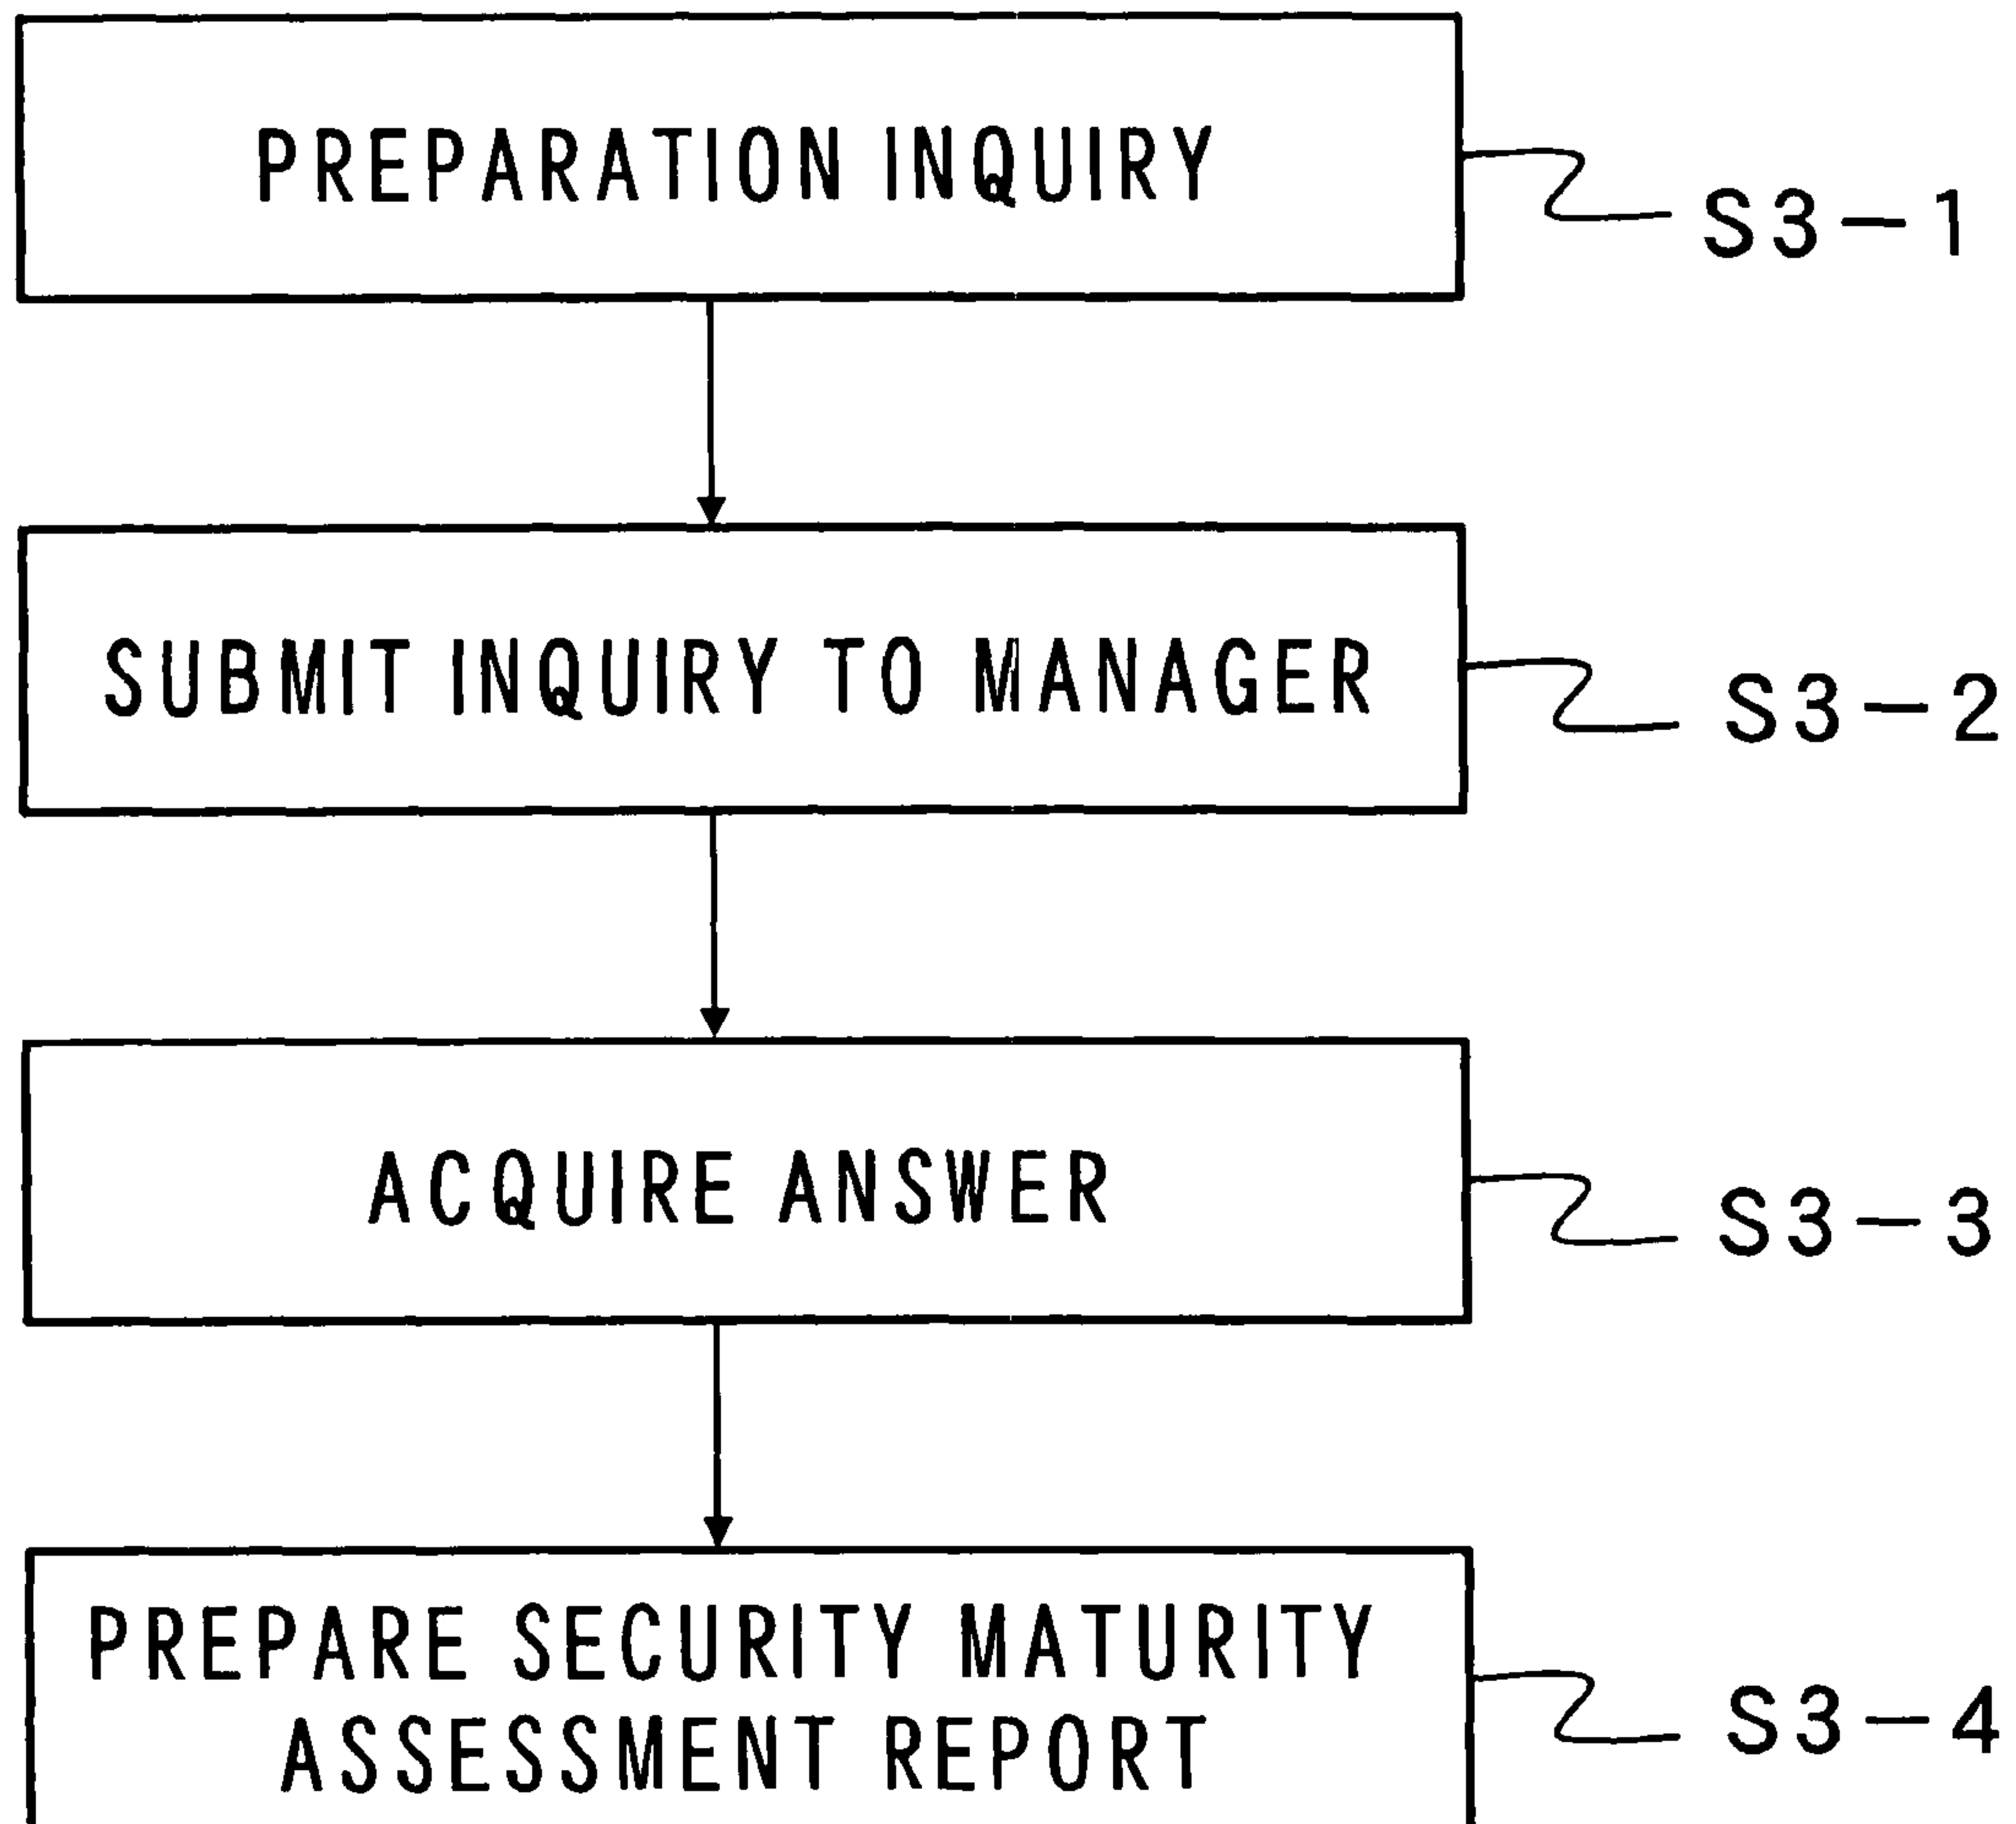 PREPARATION INQUIRY
S3-1
SUBMIT INQUIRY TO MANAGER
S3-2
ACQUIRE ANSWER
S3-3
PREPARE SECURITY MATURITY
ASSESSMENT REPORT
S3-4